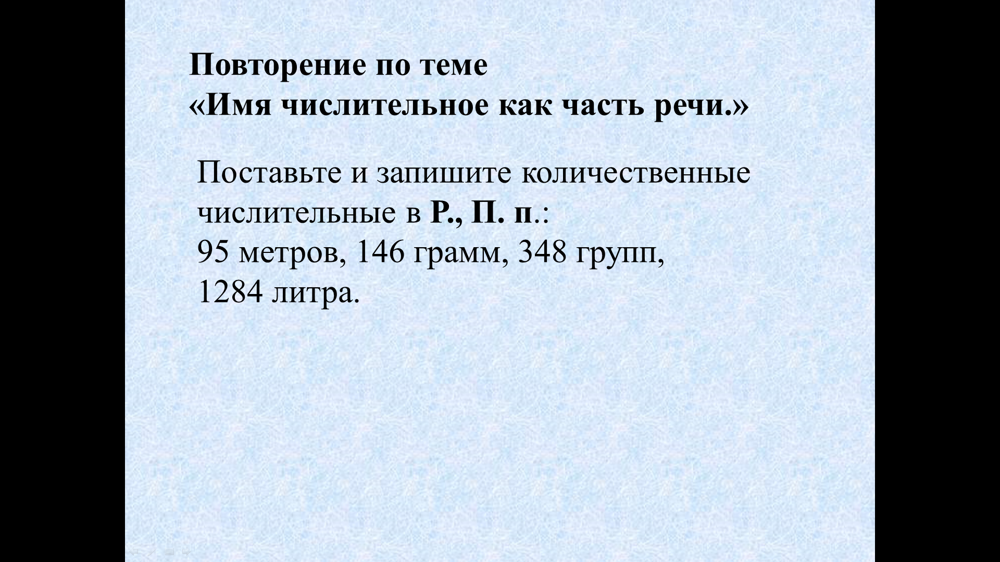 Повторение по теме
«Имя числительное как часть речи.»
Поставьте и запишите количественные
числительные в Р., П. п.:
95 метров, 146 грамм, 348 групп,
1284 литра.